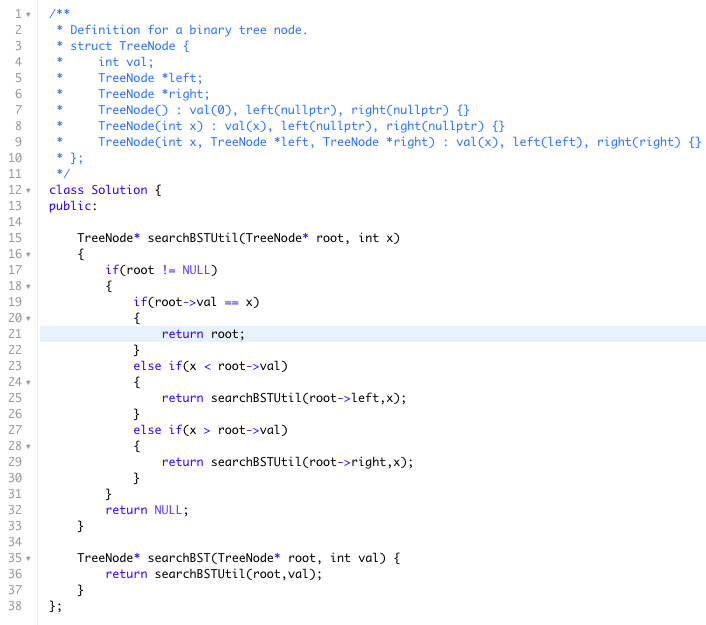 1 /**
2  * Definition for a binary tree node.
3  * struct TreeNode {
4  *     int val;
5  *     TreeNode *left;
6  *     TreeNode *right;
7  *     TreeNode() : val(0), left(nullptr), right(nullptr) {}
8  *     TreeNode(int x) : val(x), left(nullptr), right(nullptr) {}
9  *     TreeNode(int x, TreeNode *left, TreeNode *right) : val(x), left(left), right(right) {}
10  * };
11  */
12 class Solution {
13 public:
14
15     TreeNode* searchBSTUtil(TreeNode* root, int x)
16     {
17         if(root != NULL)
18         {
19             if(root->val == x)
20             {
21                 return root;
22             }
23             else if(x < root->val)
24             {
25                 return searchBSTUtil(root->left,x);
26             }
27             else if(x > root->val)
28             {
29                 return searchBSTUtil(root->right,x);
30             }
31         }
32         return NULL;
33     }
34
35     TreeNode* searchBST(TreeNode* root, int val) {
36         return searchBSTUtil(root,val);
37     }
38 };